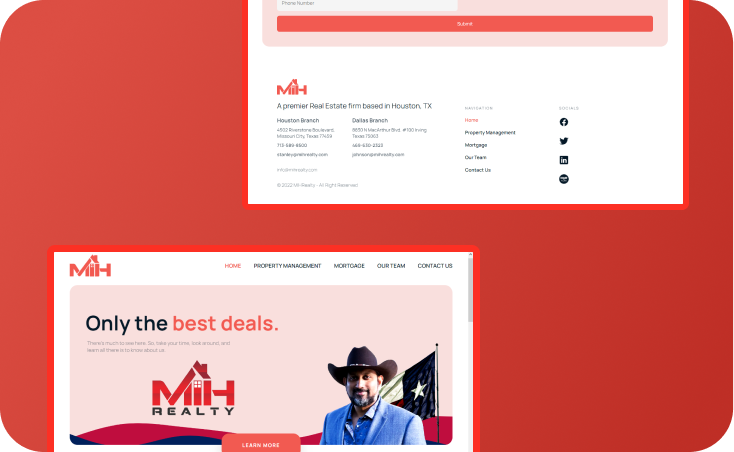 Phone Number
Submit
MiH
A premier Real Estate firm based in Houston, TX
Houston Branch
4502 Riverstone Boulevard,
Missouri City, Texas 77459
713-589-8500
stanley@mihrealty.com
Dallas Branch
8830 N MacArthur Blvd. #190 Irving
Texas 75063
469-630-2323
johnson@mihrealty.com
info@mihrealty.com
© 2022 MiH Realty - All Right Reserved
NAVIGATION
Home
Property Management
Mortgage
Our Team
Contact Us
SOCIALS
MiH
HOME
PROPERTY MANAGEMENT
MORTGAGE
OUR TEAM
CONTACT US
Only the best deals.
There's much to see here. So, take your time, look around, and
learn all there is to know about us.
MiH
REALTY
LEARN MORE